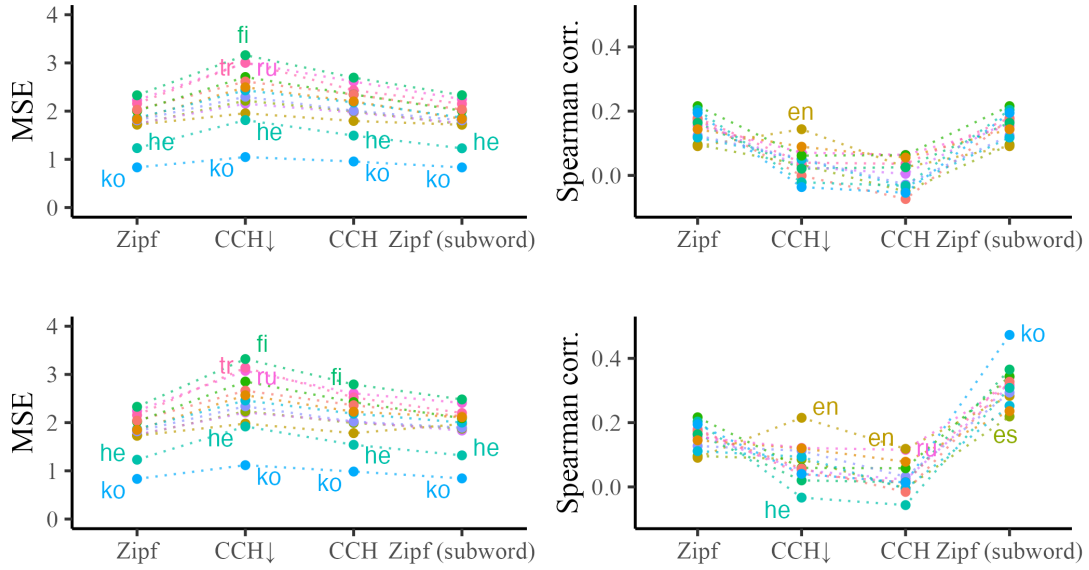 MSE
4
3
2
1
0
fi
tr ru
he he he he
ko ko ko ko
Zipf CCH↓ CCH Zipf (subword)
Spearman corr.
0.4
0.2
0.0
en
Zipf CCH↓ CCH Zipf (subword)
MSE
4
3
2
1
0
fi fi
tr ru
he he he he
ko ko ko ko
Zipf CCH↓ CCH Zipf (subword)
Spearman corr.
0.4
0.2
0.0
ko
en en
ru es
he
Zipf CCH↓ CCH Zipf (subword)